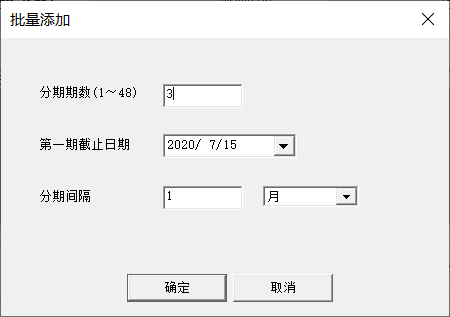 批量添加
分期期数(1～48) 3
第一期截止日期 2020/ 7/15
分期间隔 1 月
确定 取消